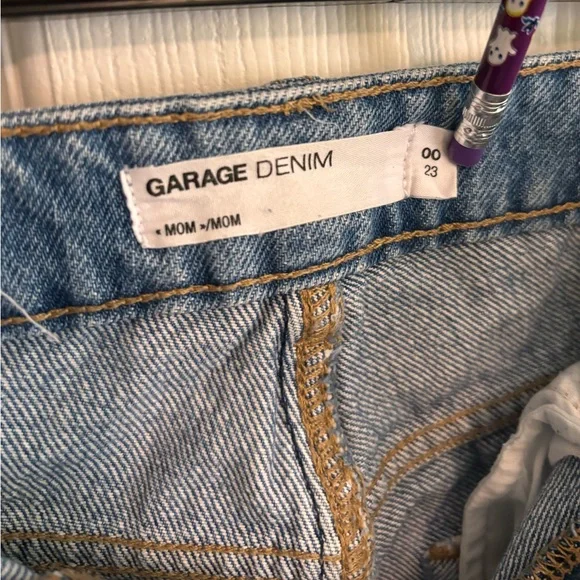 GARAGE DENIM
« MOM »/MOM
00
23